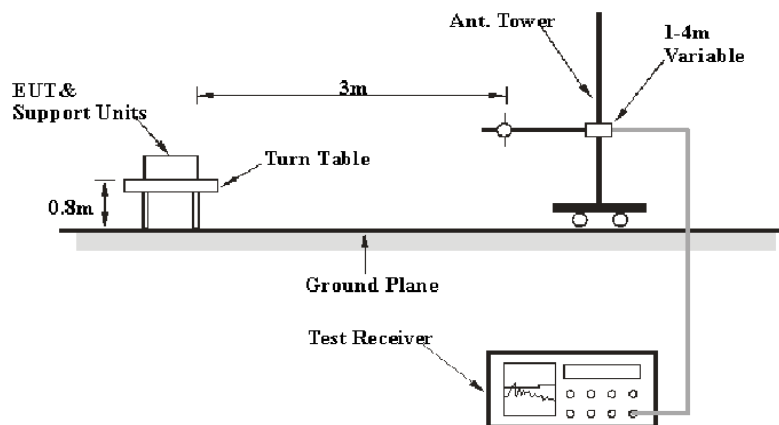 Ant. Tower
1-4m
Variable
EUT &
Support Units
3m
Turn Table
0.8m
Ground Plane
Test Receiver